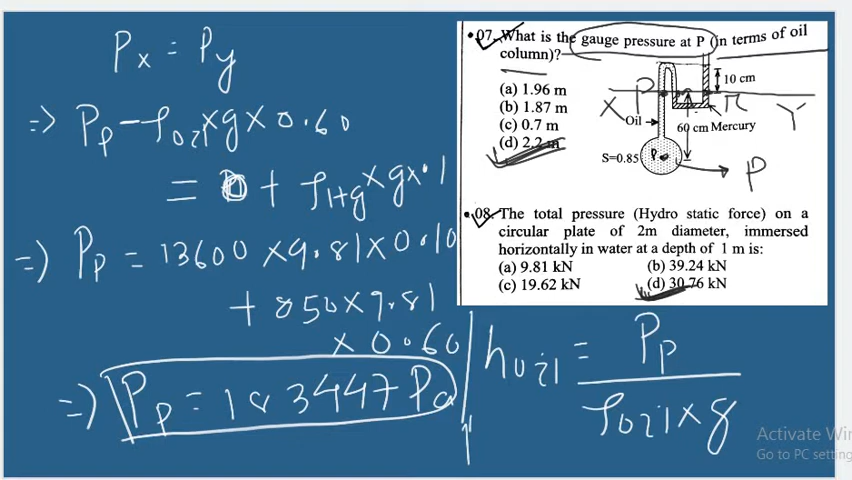 Pₓ = Py
=> Pp - ρoil × g × 0.60
= 0 + ρHg × g × .1
=) Pp = 13600 × 9.81 × 0.10
+ 850 × 9.81
× 0.60
=) Pp = 183447 Pa
hoil = Pp
ρoil × g
•07. What is the gauge pressure at P (in terms of oil
column)?
(a) 1.96 m
(b) 1.87 m
(c) 0.7 m
(d) 2.2 m
10 cm
X
Y
Oil
60 cm Mercury
S=0.85
P
P
•08. The total pressure (Hydro static force) on a
circular plate of 2m diameter, immersed
horizontally in water at a depth of 1 m is:
(a) 9.81 kN (b) 39.24 kN
(c) 19.62 kN (d) 30.76 kN
Activate Win
Go to PC setting